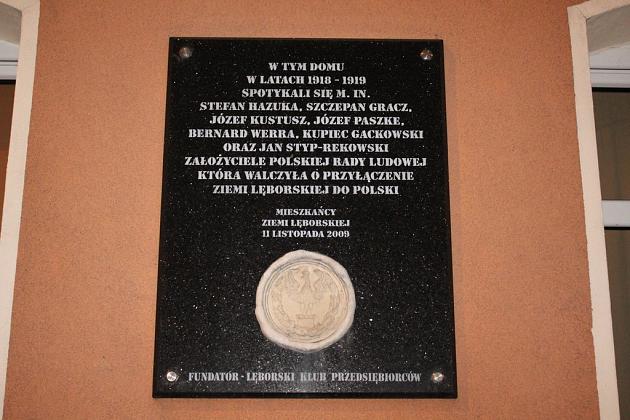 W TYM DOMU
W LATACH 1918 - 1919
SPOTYKALI SIĘ M. IN.
STEFAN HAZUKA, SZCZEPAN GRACZ,
JÓZEF KUSTUSZ, JÓZEF PASZKE,
BERNARD WERRA, KUPIEC GACKOWSKI
ORAZ JAN STYP-REKOWSKI
ZAŁOŻYCIELE POLSKIEJ RADY LUDOWEJ
KTÓRA WALCZYŁA O PRZYŁĄCZENIE
ZIEMI LĘBORSKIEJ DO POLSKI
MIESZKAŃCY
ZIEMI LĘBORSKIEJ
11 LISTOPADA 2009
FUNDATOR - LĘBORSKI KLUB PRZEDSIĘBIORCÓW